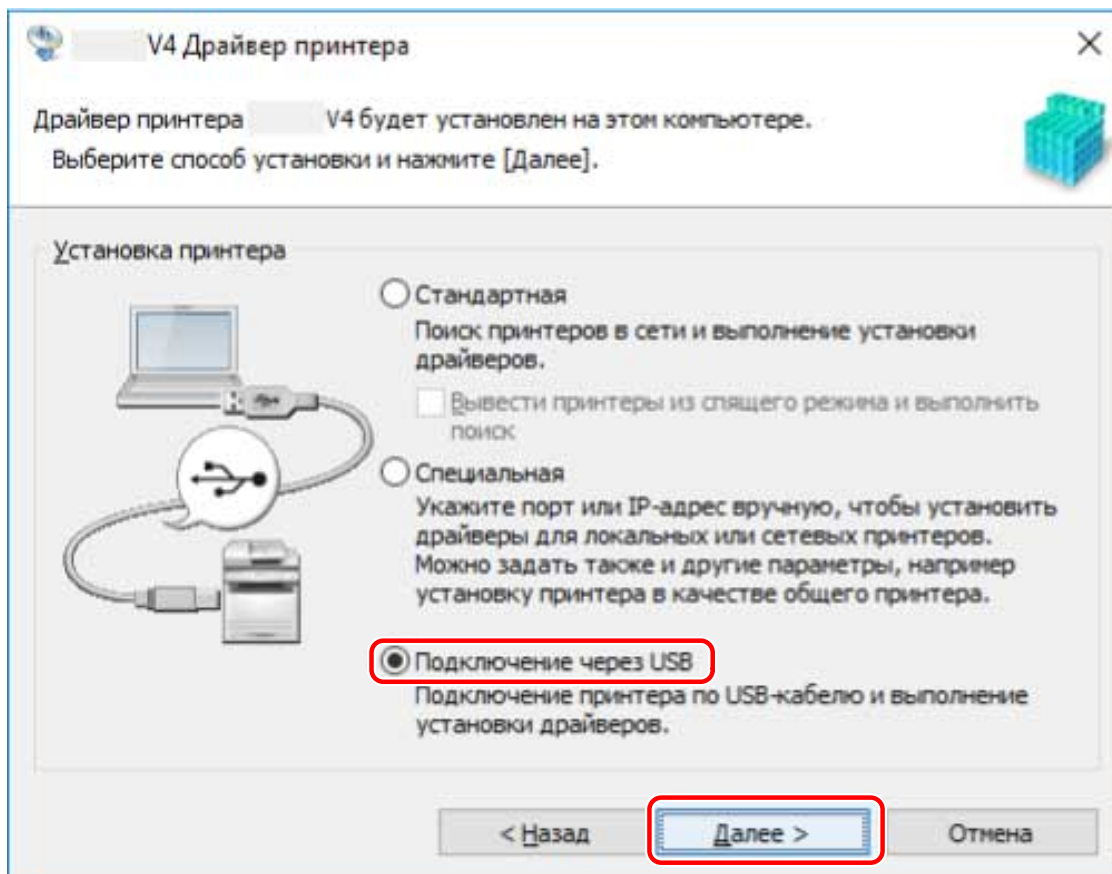 V4 Драйвер принтера
Драйвер принтера V4 будет установлен на этом компьютере.
Выберите способ установки и нажмите [Далее].
Установка принтера
Стандартная
Поиск принтеров в сети и выполнение установки
драйверов.
Вывести принтеры из спящего режима и выполнить
поиск
Специальная
Укажите порт или IP-адрес вручную, чтобы установить
драйверы для локальных или сетевых принтеров.
Можно задать также и другие параметры, например
установку принтера в качестве общего принтера.
Подключение через USB
Подключение принтера по USB-кабелю и выполнение
установки драйверов.
< Назад
Далее >
Отмена